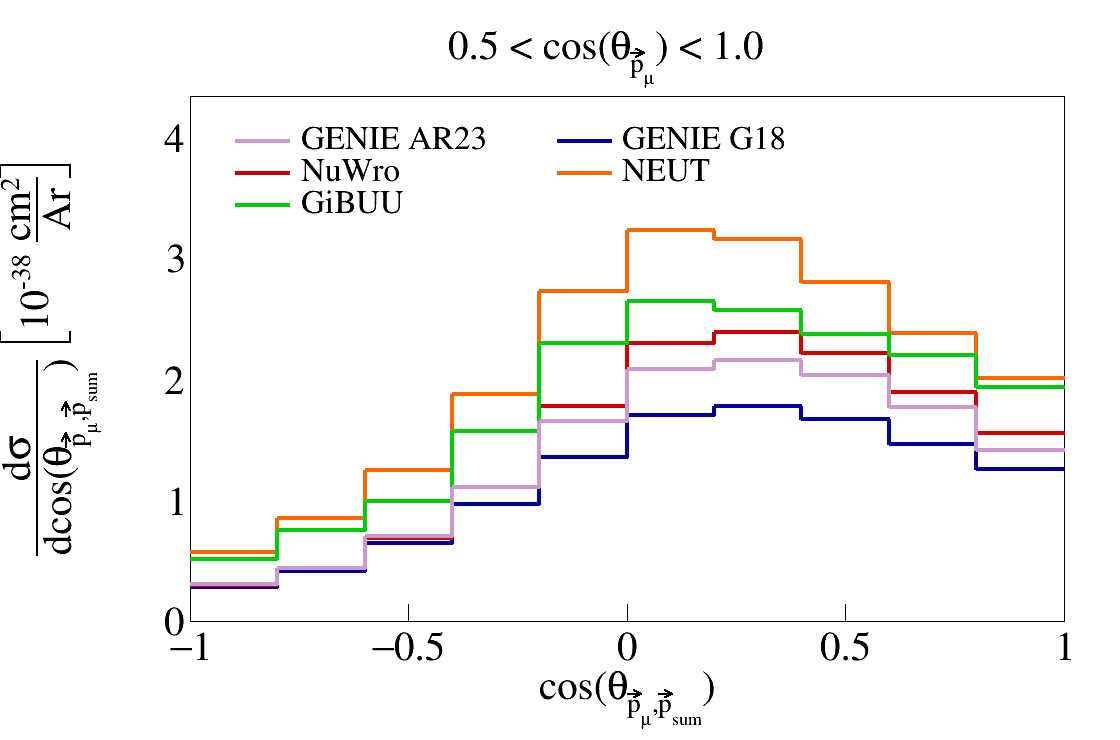 0.5 < cos(θ_{p⃗_μ}) < 1.0
GENIE AR23
GENIE G18
NuWro
NEUT
GiBUU
dσ/dcos(θ_{p⃗_μ,p⃗_sum}) [10^{-38} cm^2/Ar]
4
3
2
1
0
−1 −0.5 0 0.5 1
cos(θ_{p⃗_μ,p⃗_sum})